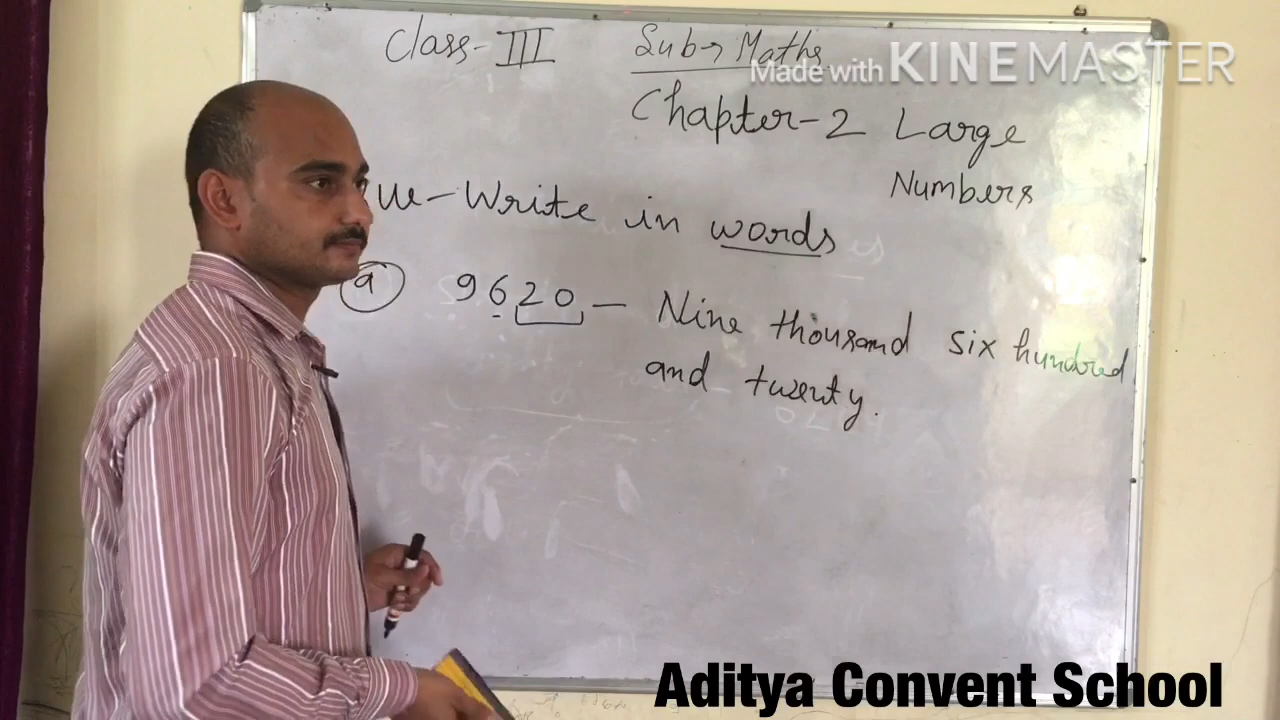 Class-III Sub→Maths
Made with KINEMASTER
Chapter-2 Large
Numbers
ue-Write in words
a 9620 — Nine thousand six hundred
and twenty.
Aditya Convent School